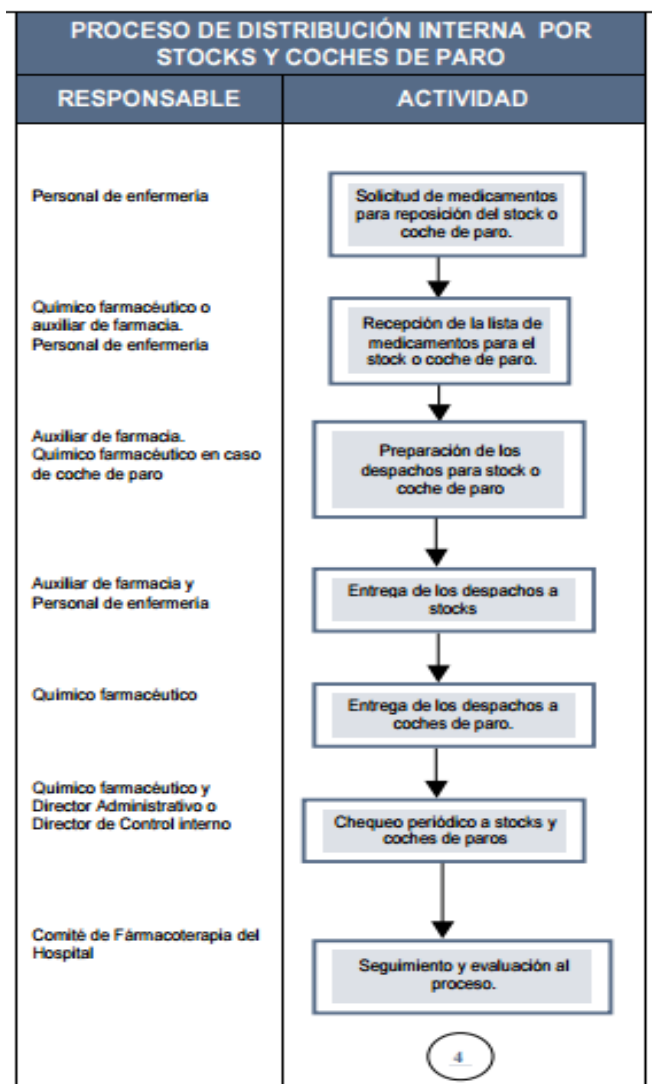 PROCESO DE DISTRIBUCIÓN INTERNA POR
STOCKS Y COCHES DE PARO
RESPONSABLE
ACTIVIDAD
Personal de enfermería
Solicitud de medicamentos
para reposición del stock o
coche de paro.
Químico farmacéutico o
auxiliar de farmacia.
Personal de enfermería
Recepción de la lista de
medicamentos para el
stock o coche de paro.
Auxiliar de farmacia.
Químico farmacéutico en caso
de coche de paro
Preparación de los
despachos para stock o
coche de paro
Auxiliar de farmacia y
Personal de enfermería
Entrega de los despachos a
stocks
Químico farmacéutico
Entrega de los despachos a
coches de paro.
Químico farmacéutico y
Director Administrativo o
Director de Control interno
Chequeo periódico a stocks y
coches de paros
Comité de Fármacoterapia del
Hospital
Seguimiento y evaluación al
proceso.
4